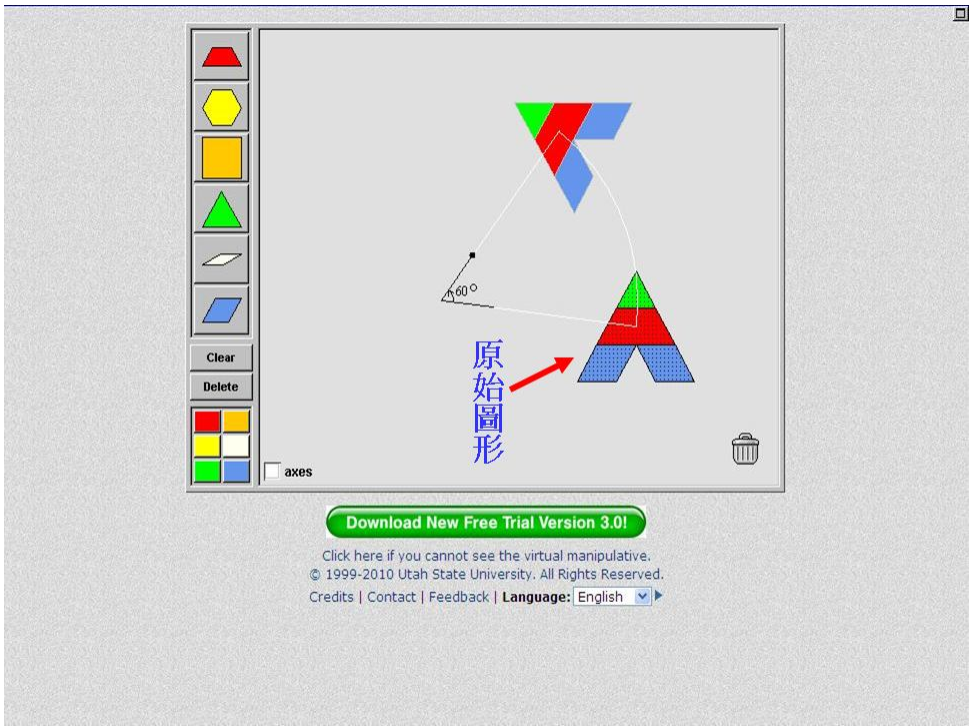 60°
原始圖形
Clear
Delete
axes
Download New Free Trial Version 3.0!
Click here if you cannot see the virtual manipulative.
© 1999-2010 Utah State University. All Rights Reserved.
Credits | Contact | Feedback | Language: English